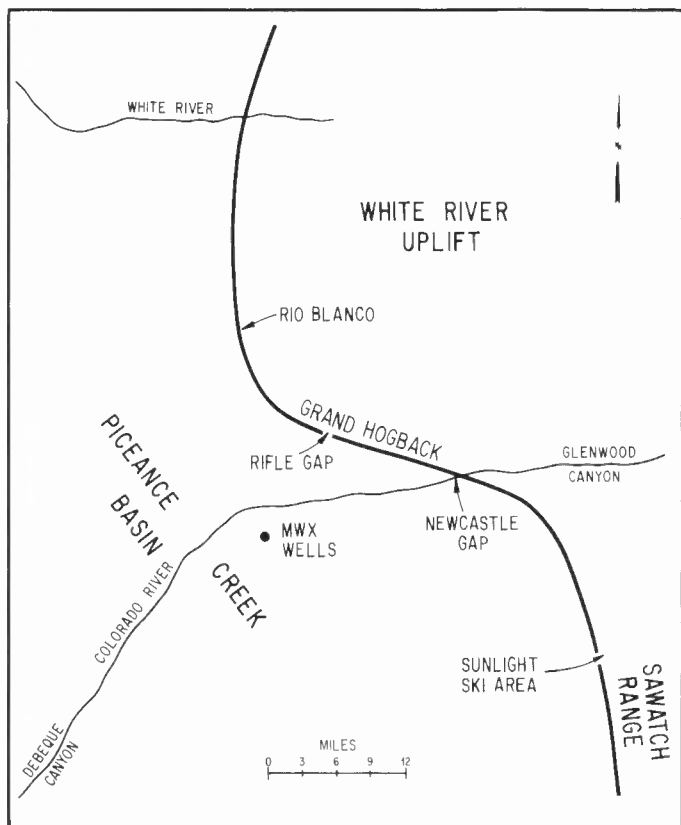 WHITE RIVER
WHITE RIVER
UPLIFT
RIO BLANCO
GRAND HOGBACK
RIFLE GAP
GLENWOOD
CANYON
PICEANCE
BASIN
CREEK
MWX
WELLS
NEWCASTLE
GAP
COLORADO RIVER
SUNLIGHT
SKI AREA
SAWATCH
RANGE
DEBEQUE
CANYON
MILES
0 3 6 9 12